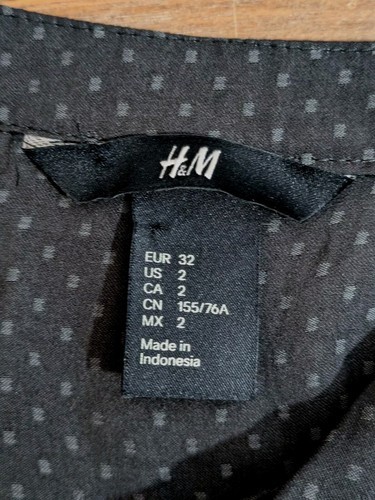 H&M
EUR 32
US 2
CA 2
CN 155/76A
MX 2
Made in
Indonesia